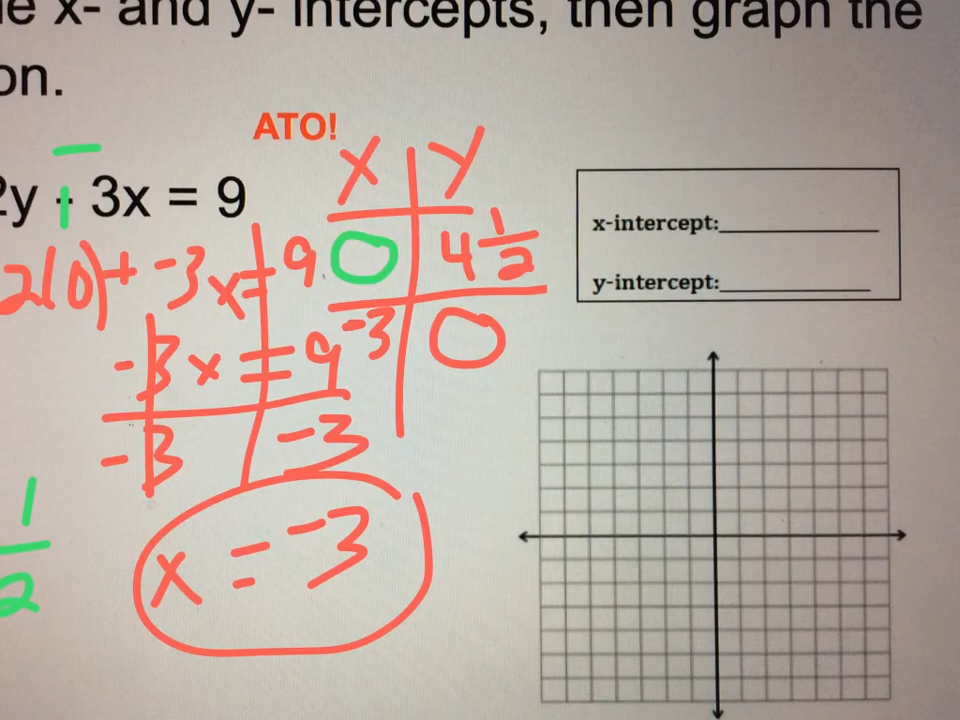 x- and y- intercepts, then graph the
on.
ATO!
2y - 3x = 9
x y
0 4 1/2
-3 0
2(0) + -3x = 9
-3x = 9
-3 -3
x = -3
1/2
x-intercept:
y-intercept: